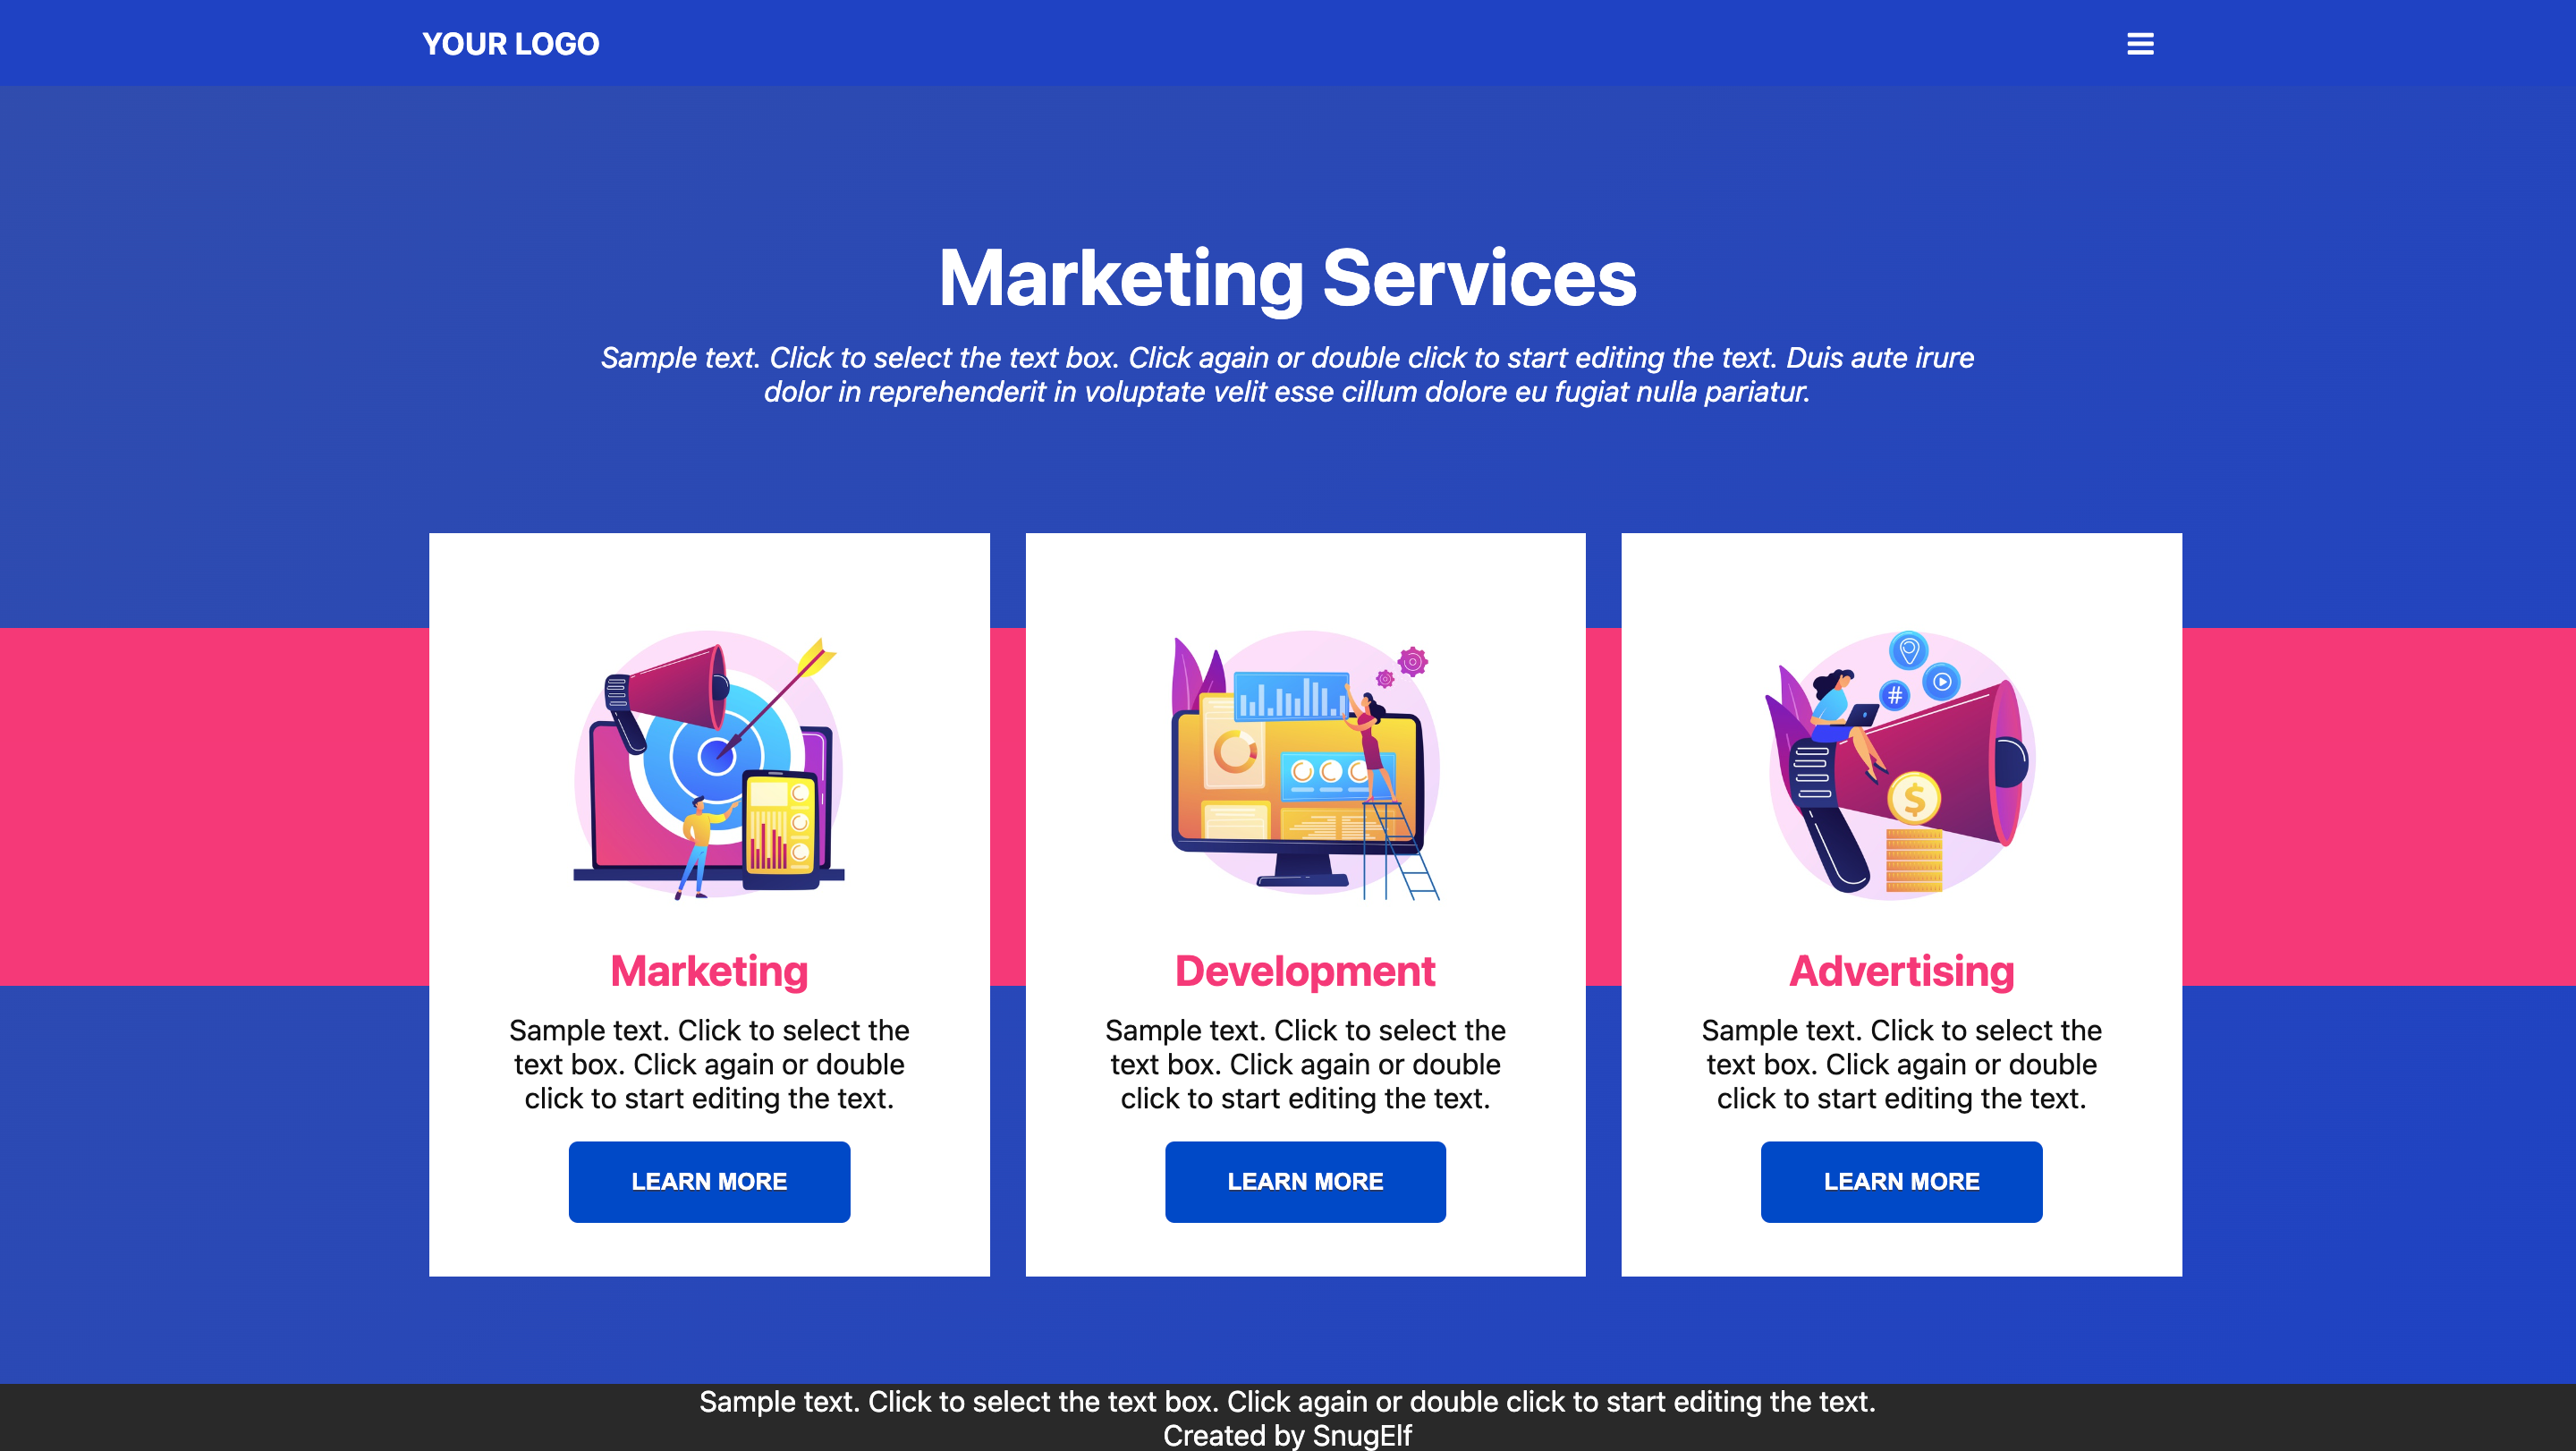 YOUR LOGO
Marketing Services
Sample text. Click to select the text box. Click again or double click to start editing the text. Duis aute irure
dolor in reprehenderit in voluptate velit esse cillum dolore eu fugiat nulla pariatur.
#
$
Marketing
Sample text. Click to select the
text box. Click again or double
click to start editing the text.
LEARN MORE
Development
Sample text. Click to select the
text box. Click again or double
click to start editing the text.
LEARN MORE
Advertising
Sample text. Click to select the
text box. Click again or double
click to start editing the text.
LEARN MORE
Sample text. Click to select the text box. Click again or double click to start editing the text.
Created by SnugElf